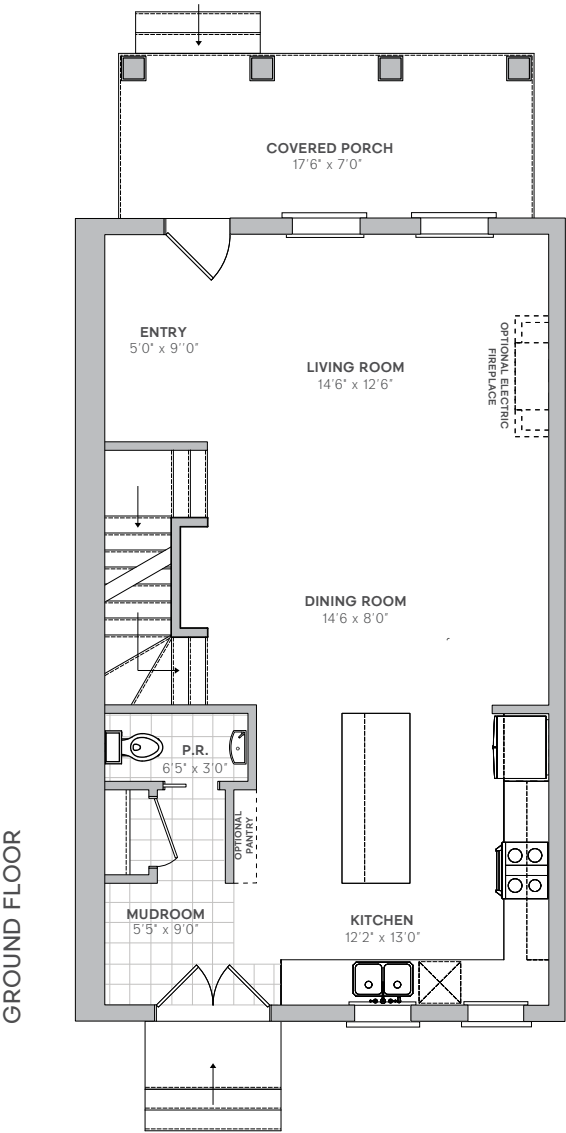 COVERED PORCH
17'6" x 7'0"
ENTRY
5'0" x 9''0"
LIVING ROOM
14'6" x 12'6"
OPTIONAL ELECTRIC
FIREPLACE
DINING ROOM
14'6 x 8'0"
P.R.
6'5" x 3'0"
OPTIONAL
PANTRY
MUDROOM
5'5" x 9'0"
KITCHEN
12'2" x 13'0"
GROUND FLOOR